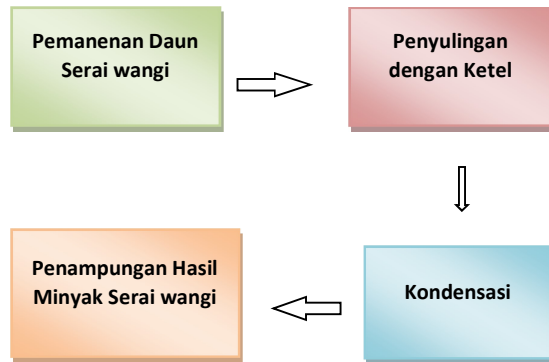 Pemanenan Daun
Serai wangi
Penyulingan
dengan Ketel
Kondensasi
Penampungan Hasil
Minyak Serai wangi